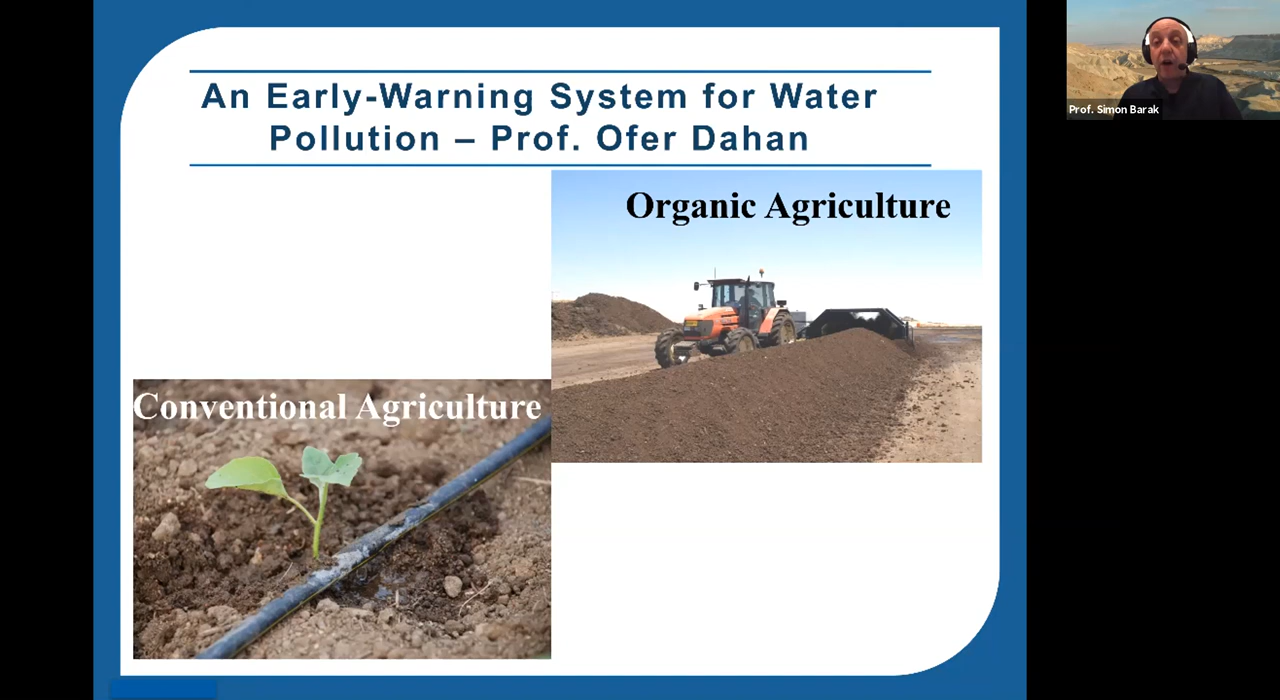 An Early-Warning System for Water
Pollution – Prof. Ofer Dahan
Organic Agriculture
Conventional Agriculture
Prof. Simon Barak